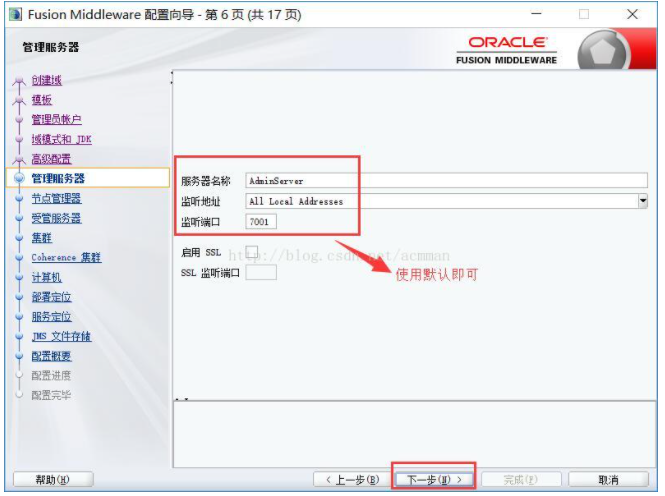 Fusion Middleware 配置向导 - 第 6 页 (共 17 页)
管理服务器
ORACLE
FUSION MIDDLEWARE
创建域
模板
管理员帐户
域模式和 JDK
高级配置
管理服务器
节点管理器
受管服务器
集群
Coherence 集群
计算机
部署定位
服务定位
JMS 文件存储
配置概要
配置进度
配置完毕
服务器名称 AdminServer
监听地址 All Local Addresses
监听端口 7001
启用 SSL
http://blog.csdn.net/acmman
SSL 监听端口
使用默认即可
帮助(H)
< 上一步(B)
下一步(N) >
完成(F)
取消